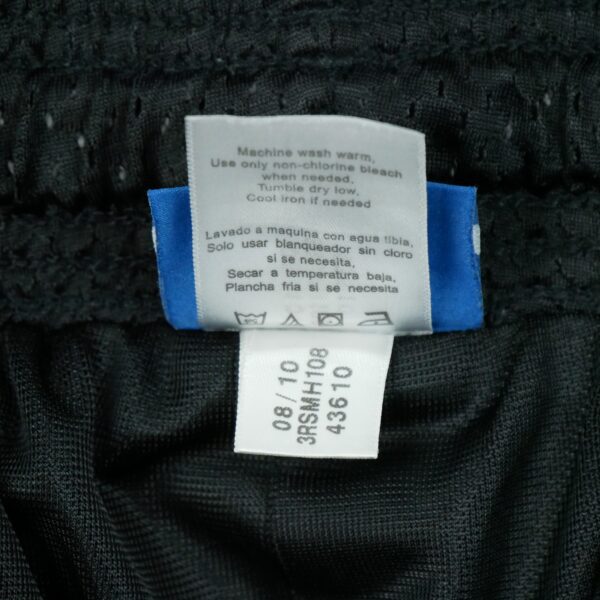 Machine wash warm,
Use only non-chlorine bleach
when needed.
Tumble dry low.
Cool iron if needed
Lavado a maquina con agua tibia,
Solo usar blanqueador sin cloro
si se necesita,
Secar a temperatura baja,
Plancha fria si se necesita
08/10
3RSMH108
43610